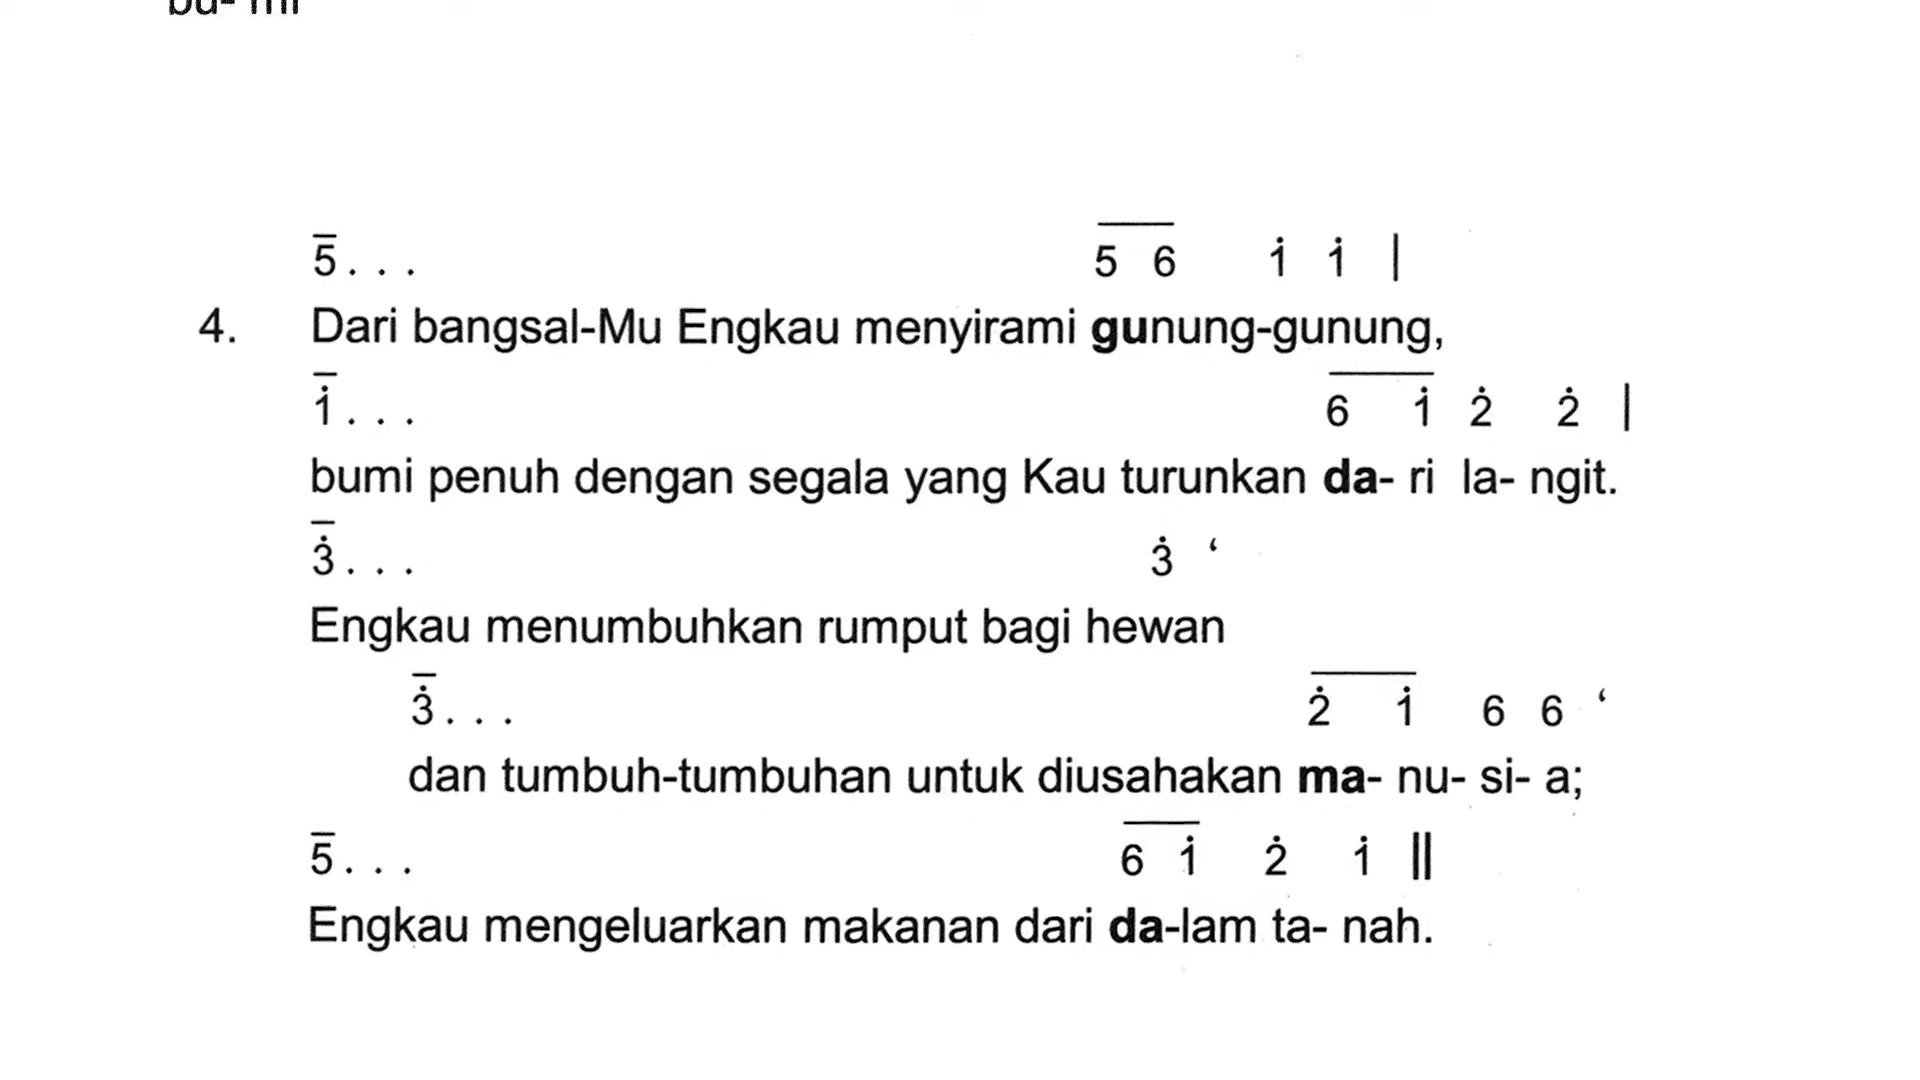 bu- mi
5̅ . . . 5 6 1̇ 1̇ |
4. Dari bangsal-Mu Engkau menyirami gunung-gunung,
1̇̅ . . . 6 1̇ 2̇ 2̇ |
bumi penuh dengan segala yang Kau turunkan da- ri la- ngit.
3̇̅ . . . 3̇ ‘
Engkau menumbuhkan rumput bagi hewan
3̇̅ . . . 2̇ 1̇ 6 6 ‘
dan tumbuh-tumbuhan untuk diusahakan ma- nu- si- a;
5̅ . . . 6 1̇ 2̇ 1̇ ||
Engkau mengeluarkan makanan dari da-lam ta- nah.